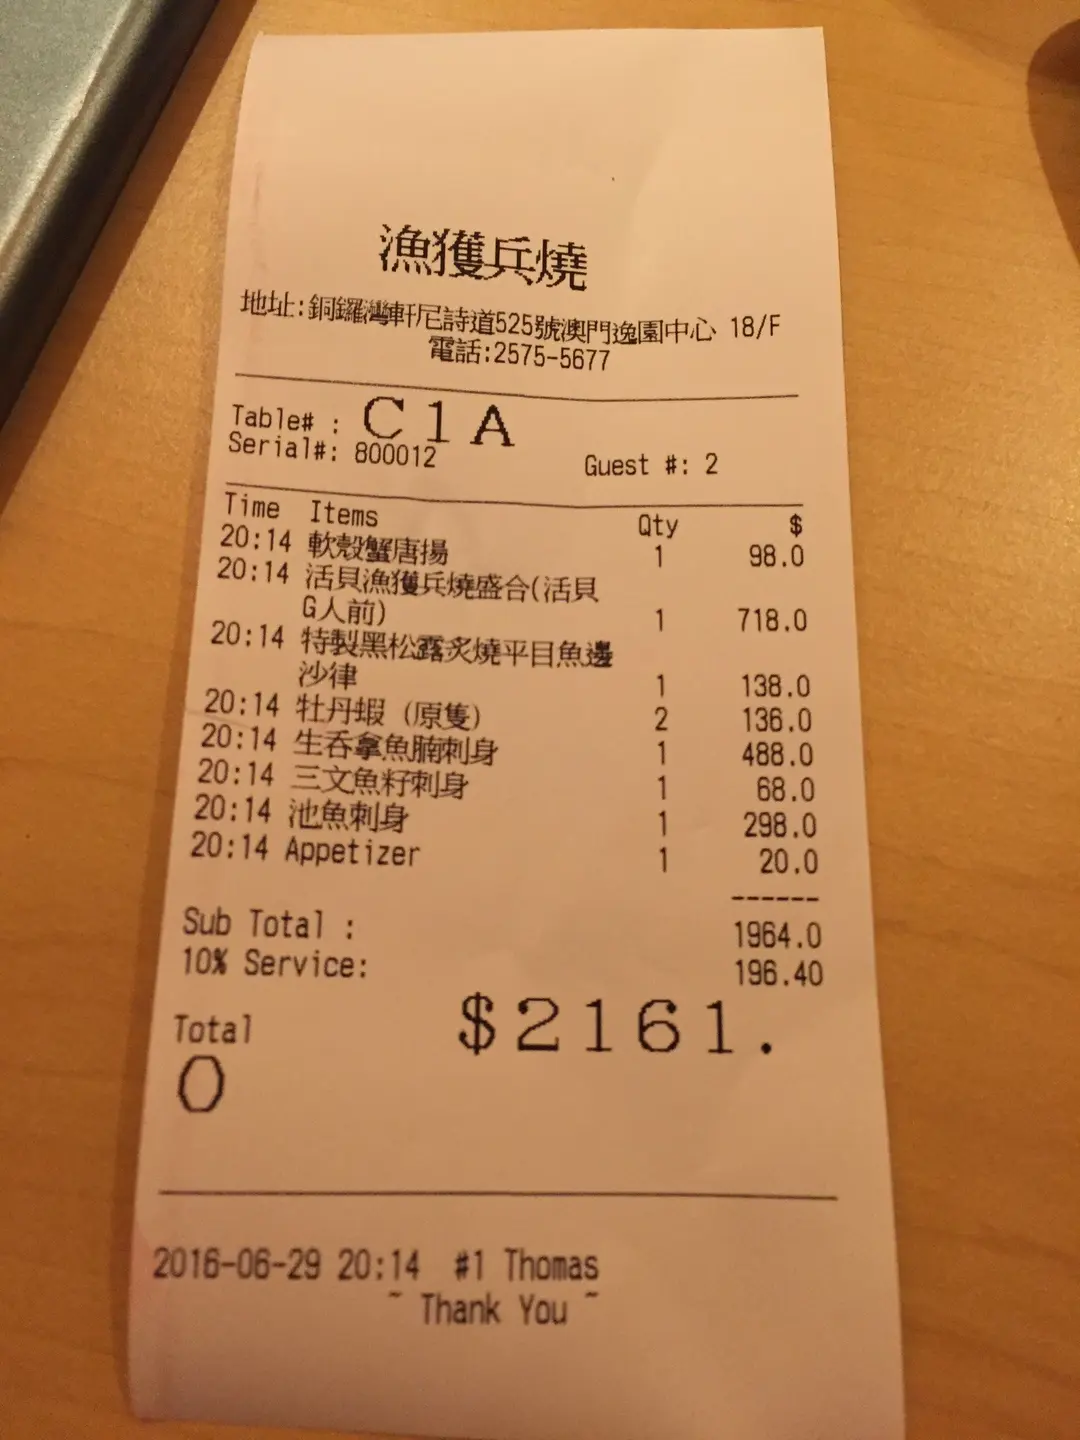 漁獲兵燒
地址:銅鑼灣軒尼詩道525號澳門逸園中心 18/F
電話:2575-5677
Table# : C1A
Serial#: 800012 Guest #: 2
Time Items Qty $
20:14 軟殼蟹唐揚 1 98.0
20:14 活貝漁獲兵燒盛合(活貝
G人前) 1 718.0
20:14 特製黑松露炙燒平目魚邊
沙律 1 138.0
20:14 牡丹蝦 (原隻) 2 136.0
20:14 生吞拿魚腩刺身 1 488.0
20:14 三文魚籽刺身 1 68.0
20:14 池魚刺身 1 298.0
20:14 Appetizer 1 20.0
------
Sub Total : 1964.0
10% Service: 196.40
Total $2161.
0
2016-06-29 20:14 #1 Thomas
~ Thank You ~